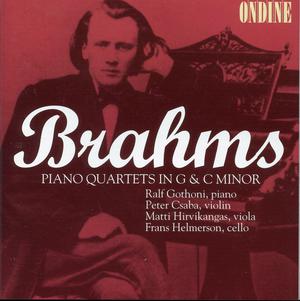 ONDINE
Brahms
PIANO QUARTETS IN G & C MINOR
Ralf Gothoni, piano
Peter Csaba, violin
Matti Hirvikangas, viola
Frans Helmerson, cello